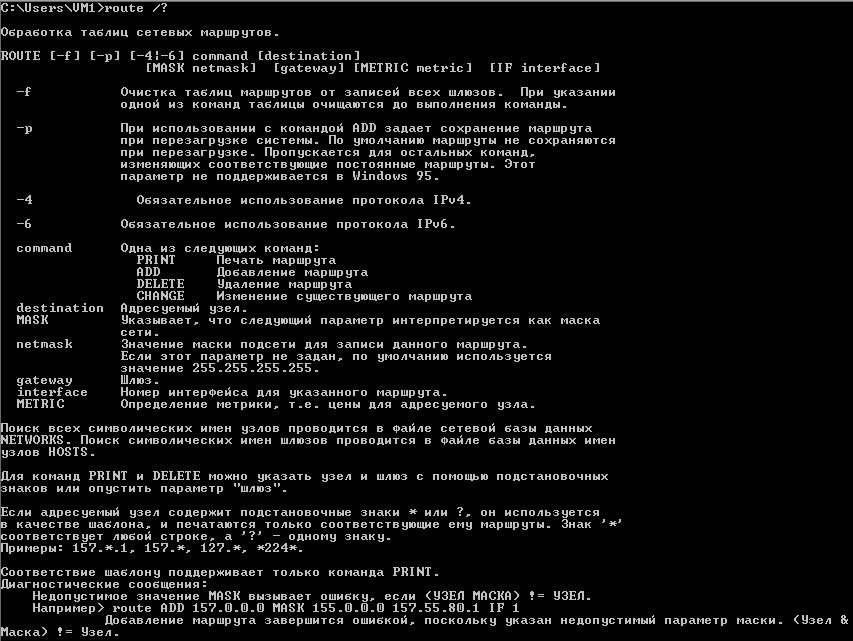 C:\Users\VM1>route /?
Обработка таблиц сетевых маршрутов.
ROUTE [-f] [-p] [-4|-6] command [destination]
[MASK netmask] [gateway] [METRIC metric] [IF interface]
-f Очистка таблиц маршрутов от записей всех шлюзов. При указании
одной из команд таблицы очищаются до выполнения команды.
-p При использовании с командой ADD задает сохранение маршрута
при перезагрузке системы. По умолчанию маршруты не сохраняются
при перезагрузке. Пропускается для остальных команд,
изменяющих соответствующие постоянные маршруты. Этот
параметр не поддерживается в Windows 95.
-4 Обязательное использование протокола IPv4.
-6 Обязательное использование протокола IPv6.
command Одна из следующих команд:
PRINT Печать маршрута
ADD Добавление маршрута
DELETE Удаление маршрута
CHANGE Изменение существующего маршрута
destination Адресуемый узел.
MASK Указывает, что следующий параметр интерпретируется как маска
сети.
netmask Значение маски подсети для записи данного маршрута.
Если этот параметр не задан, по умолчанию используется
значение 255.255.255.255.
gateway Шлюз.
interface Номер интерфейса для указанного маршрута.
METRIC Определение метрики, т.е. цены для адресуемого узла.
Поиск всех символических имен узлов проводится в файле сетевой базы данных
NETWORKS. Поиск символических имен шлюзов проводится в файле базы данных имен
узлов HOSTS.
Для команд PRINT и DELETE можно указать узел и шлюз с помощью подстановочных
знаков или опустить параметр "шлюз".
Если адресуемый узел содержит подстановочные знаки * или ?, он используется
в качестве шаблона, и печатаются только соответствующие ему маршруты. Знак '*'
соответствует любой строке, а '?' - одному знаку.
Примеры: 157.*.1, 157.*, 127.*, *224*.
Соответствие шаблону поддерживает только команда PRINT.
Диагностические сообщения:
Недопустимое значение MASK вызывает ошибку, если (УЗЕЛ МАСКА) != УЗЕЛ.
Например> route ADD 157.0.0.0 MASK 155.0.0.0 157.55.80.1 IF 1
Добавление маршрута завершится ошибкой, поскольку указан недопустимый параметр маски. (Узел &
Маска) != Узел.